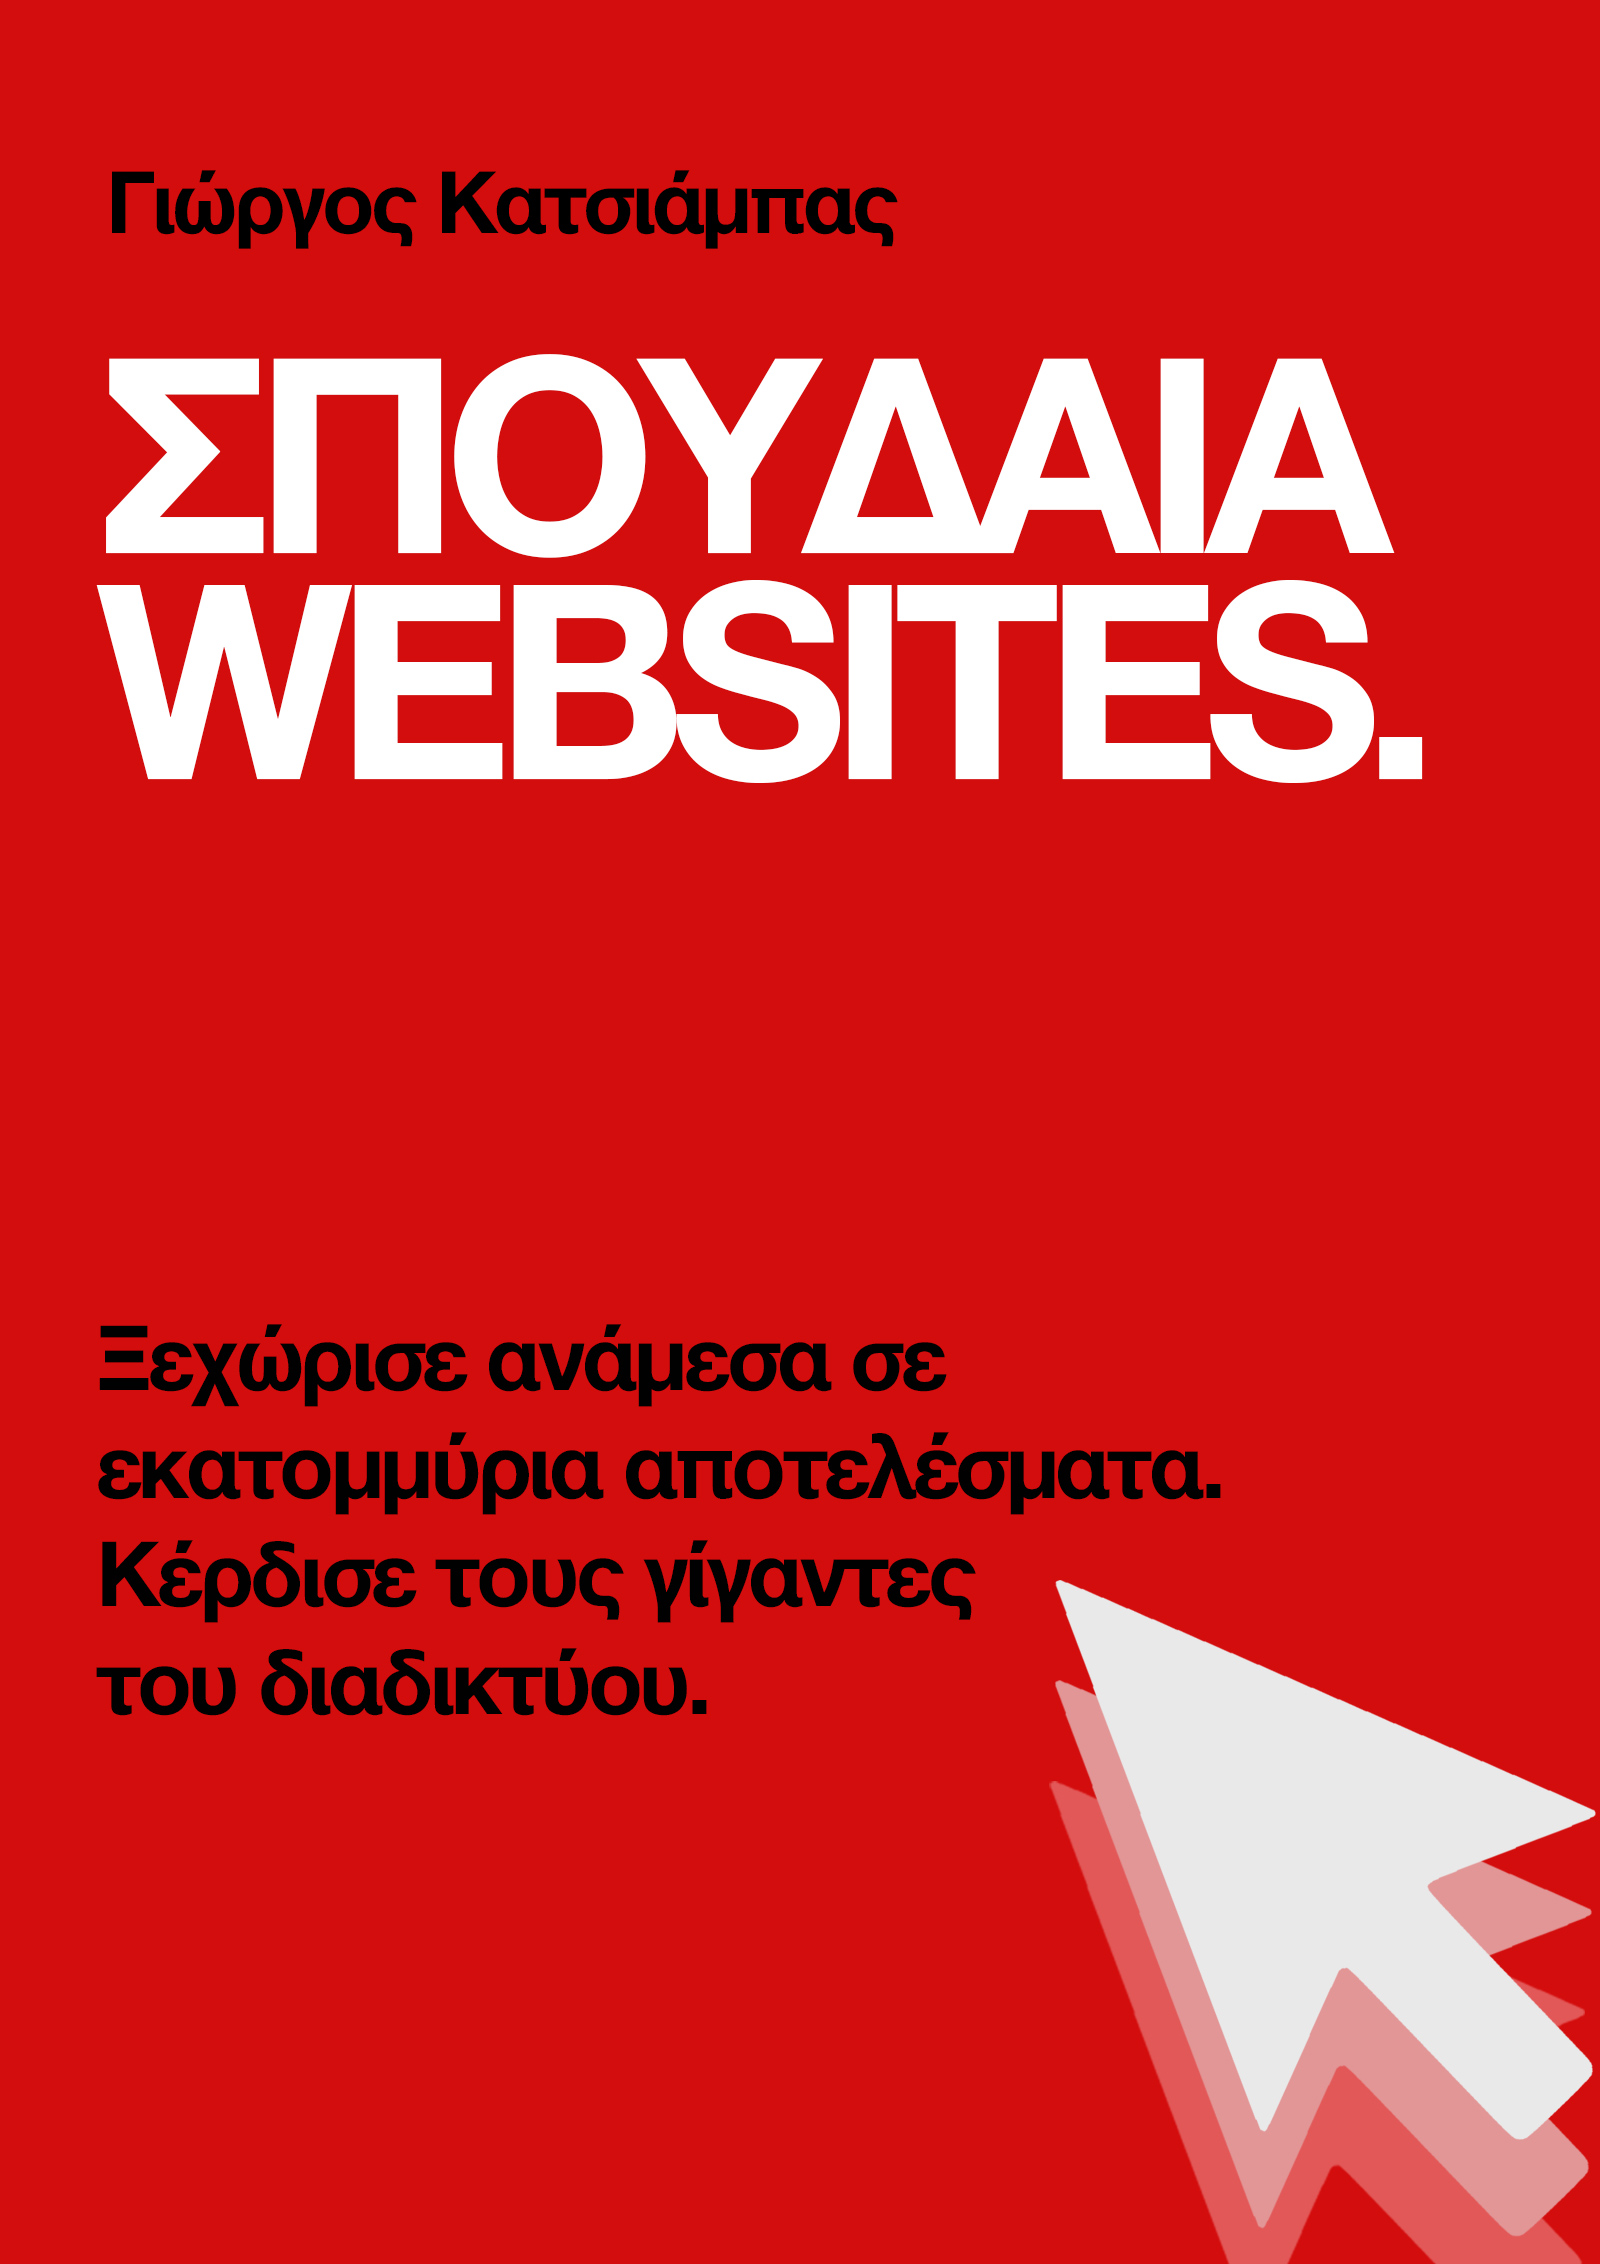 Γιώργος Κατσιάμπας
ΣΠΟΥΔΑΙΑ
WEBSITES.
Ξεχώρισε ανάμεσα σε
εκατομμύρια αποτελέσματα.
Κέρδισε τους γίγαντες
του διαδικτύου.